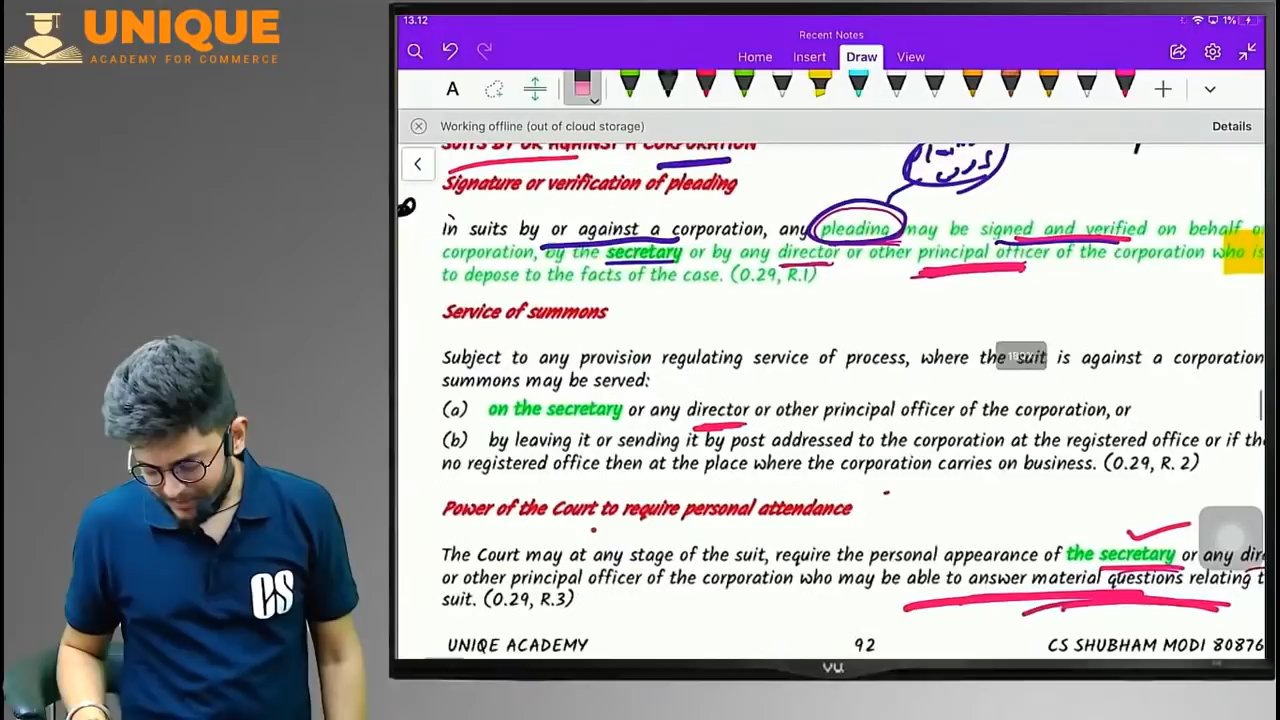 UNIQUE
ACADEMY FOR COMMERCE
13.12
1%
Recent Notes
Home Insert Draw View
A
Working offline (out of cloud storage)
Details
SUITS BY OR AGAINST A CORPORATION
Signature or verification of pleading
In suits by or against a corporation, any pleading may be signed and verified on behalf
corporation, by the secretary or by any director or other principal officer of the corporation who is
to depose to the facts of the case. (O.29, R.1)
Service of summons
Subject to any provision regulating service of process, where the suit is against a corporation
summons may be served:
(a) on the secretary or any director or other principal officer of the corporation, or
(b) by leaving it or sending it by post addressed to the corporation at the registered office or if
no registered office then at the place where the corporation carries on business. (O.29, R. 2)
Power of the Court to require personal attendance
The Court may at any stage of the suit, require the personal appearance of the secretary or any
or other principal officer of the corporation who may be able to answer material questions relating
suit. (O.29, R.3)
UNIQE ACADEMY 92 CS SHUBHAM MODI 80876
CS
vu